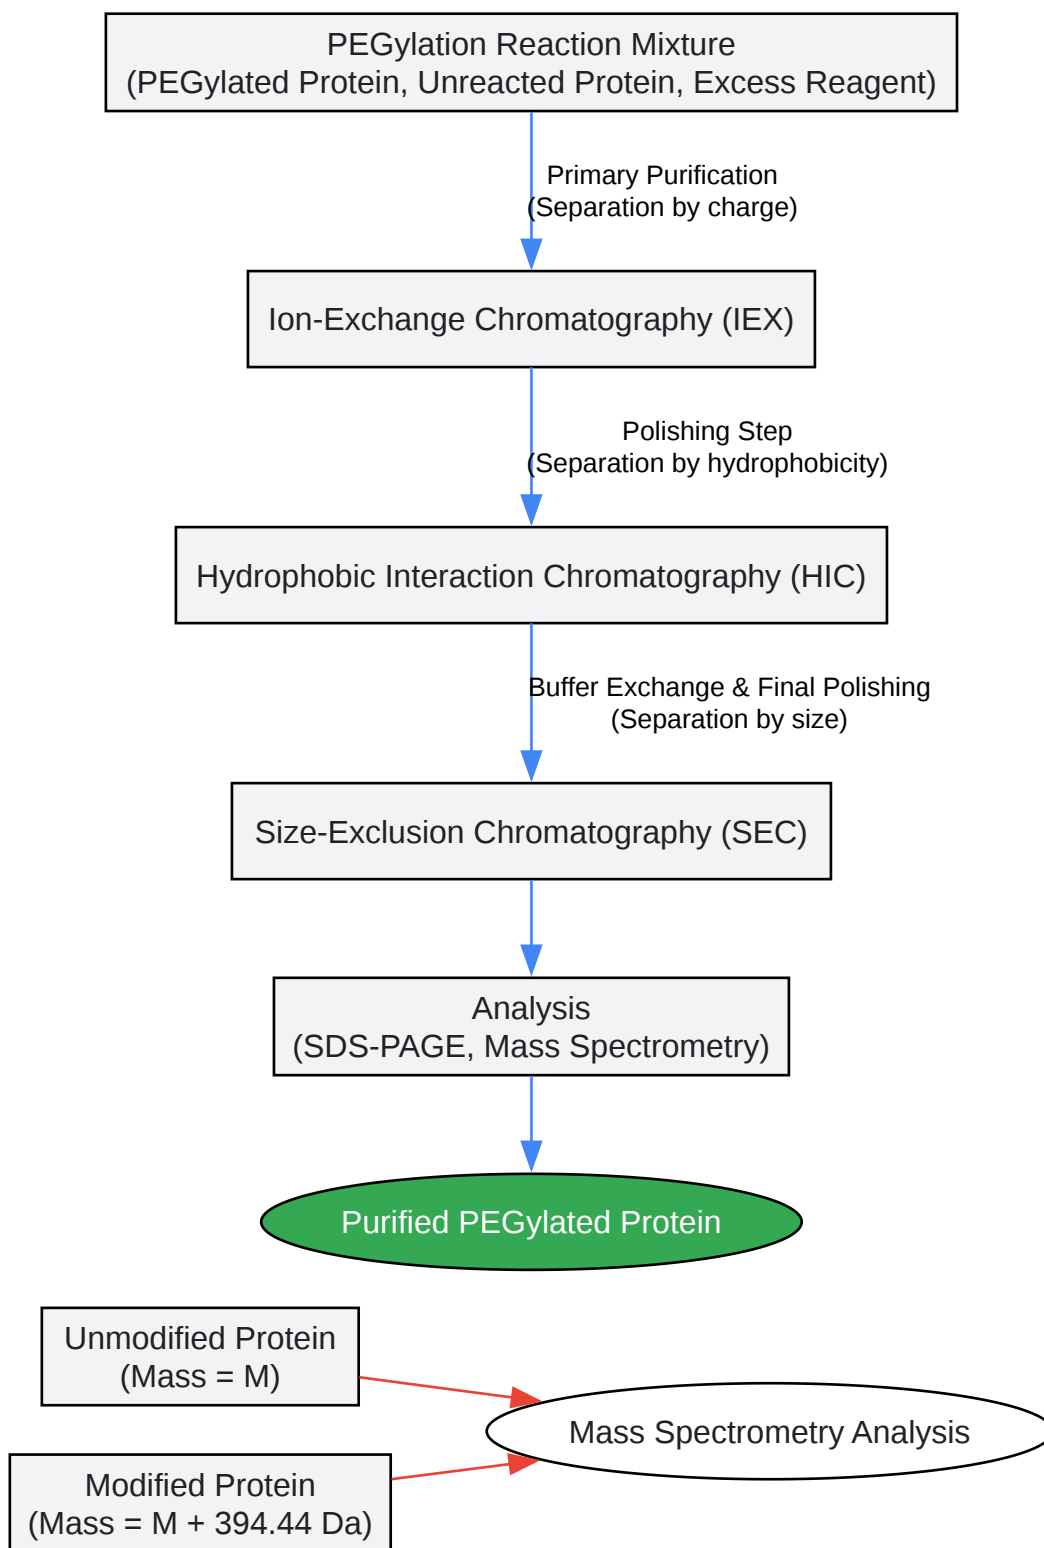 PEGylation Reaction Mixture
(PEGylated Protein, Unreacted Protein, Excess Reagent)
Primary Purification
(Separation by charge)
Ion-Exchange Chromatography (IEX)
Polishing Step
(Separation by hydrophobicity)
Hydrophobic Interaction Chromatography (HIC)
Buffer Exchange & Final Polishing
(Separation by size)
Size-Exclusion Chromatography (SEC)
Analysis
(SDS-PAGE, Mass Spectrometry)
Purified PEGylated Protein
Unmodified Protein
(Mass = M)
Mass Spectrometry Analysis
Modified Protein
(Mass = M + 394.44 Da)